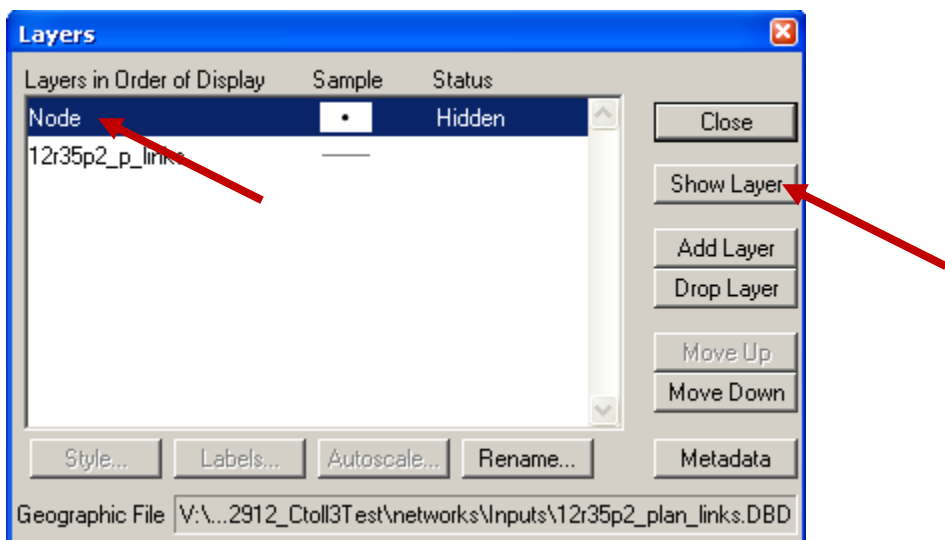 Layers
Layers in Order of Display Sample Status
Node Hidden
12r35p2_p_links
Close
Show Layer
Add Layer
Drop Layer
Move Up
Move Down
Style... Labels... Autoscale... Rename... Metadata
Geographic File V:\...2912_Ctoll3Test\networks\Inputs\12r35p2_plan_links.DBD